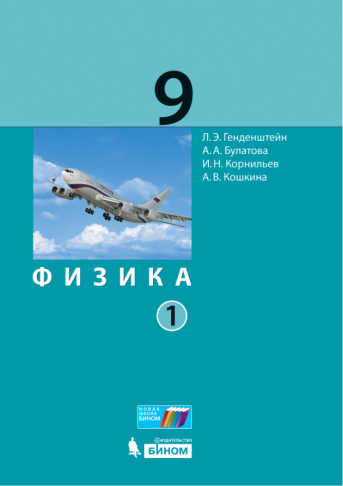 9
Л. Э. Генденштейн
А. А. Булатова
И. Н. Корнильев
А. В. Кошкина
ФИЗИКА
1
НОВАЯ
ШКОЛА
БИНОМ
издательство
БИНОМ